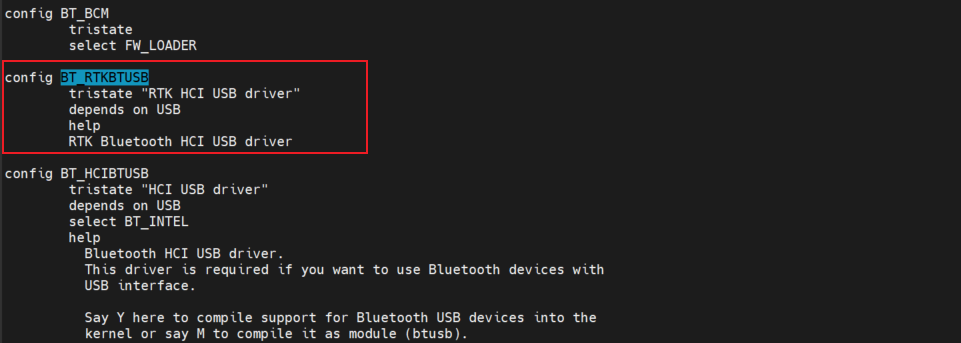 config BT_BCM
tristate
select FW_LOADER
config BT_RTKBTUSB
tristate "RTK HCI USB driver"
depends on USB
help
RTK Bluetooth HCI USB driver
config BT_HCIBTUSB
tristate "HCI USB driver"
depends on USB
select BT_INTEL
help
Bluetooth HCI USB driver.
This driver is required if you want to use Bluetooth devices with
USB interface.
Say Y here to compile support for Bluetooth USB devices into the
kernel or say M to compile it as module (btusb).